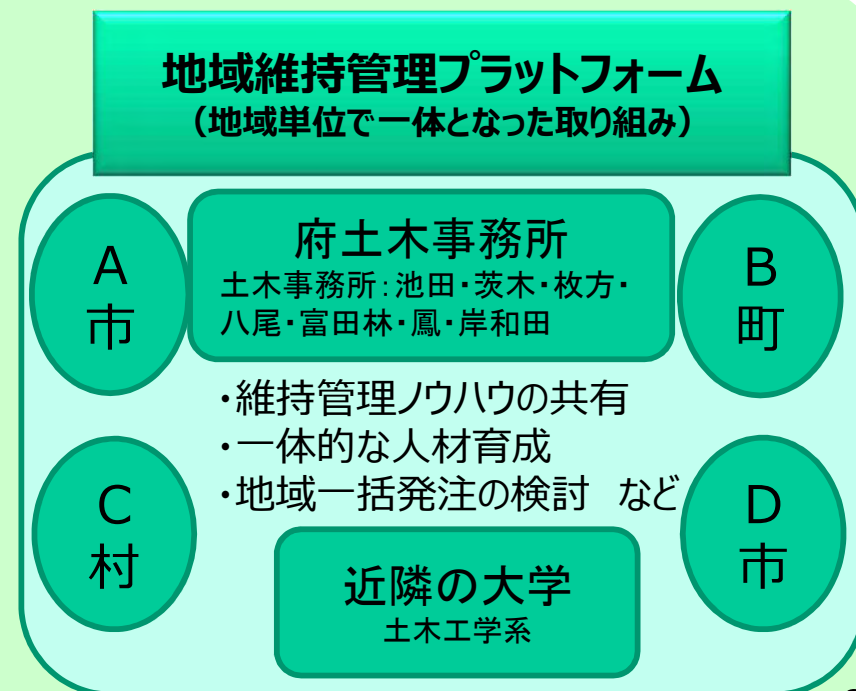 地域維持管理プラットフォーム
（地域単位で一体となった取り組み）
A
市
府土木事務所
土木事務所：池田・茨木・枚方・
八尾・富田林・鳳・岸和田
B
町
・維持管理ノウハウの共有
・一体的な人材育成
・地域一括発注の検討　など
C
村
近隣の大学
土木工学系
D
市